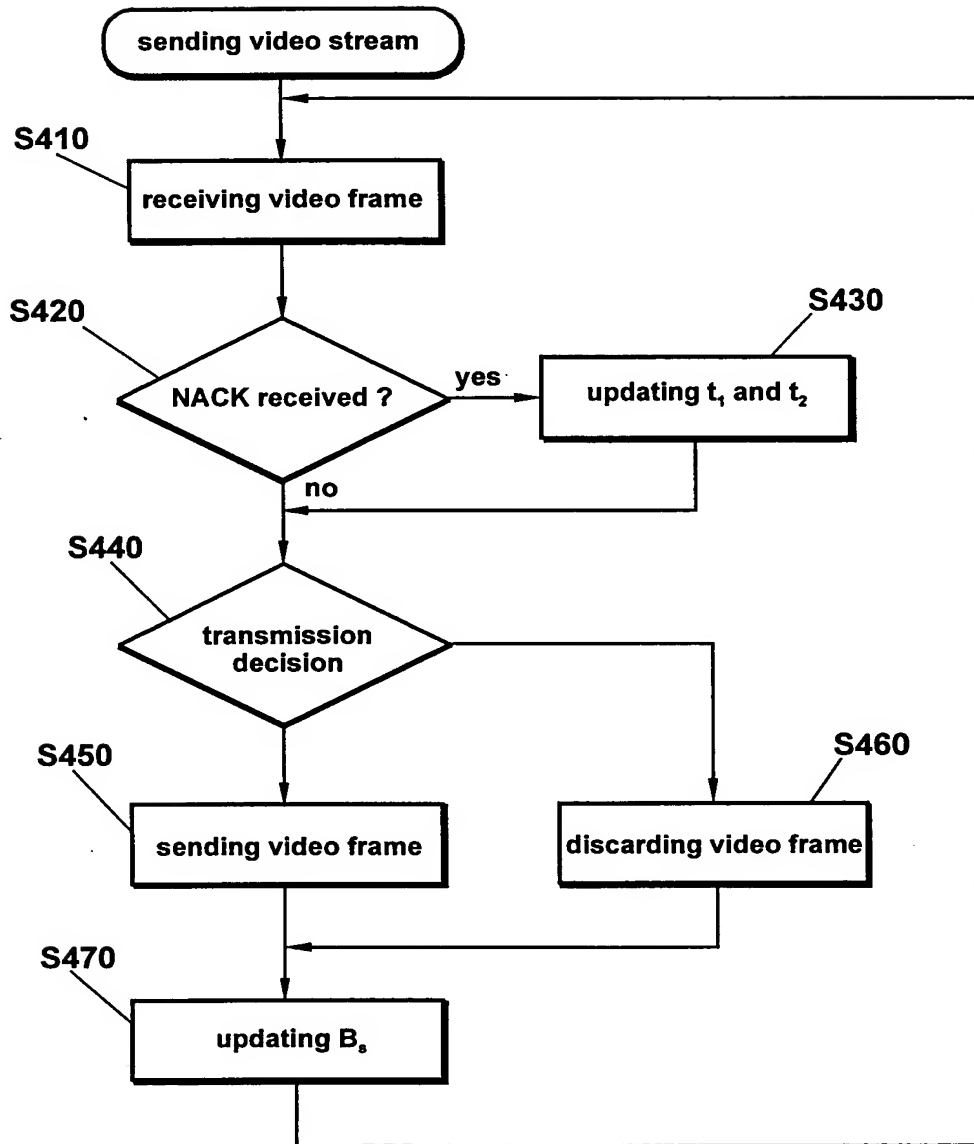 sending video stream
S410
receiving video frame
S420
NACK received ?
yes
S430
updating t₁ and t₂
no
S440
transmission
decision
S450
sending video frame
S460
discarding video frame
S470
updating Bₛ